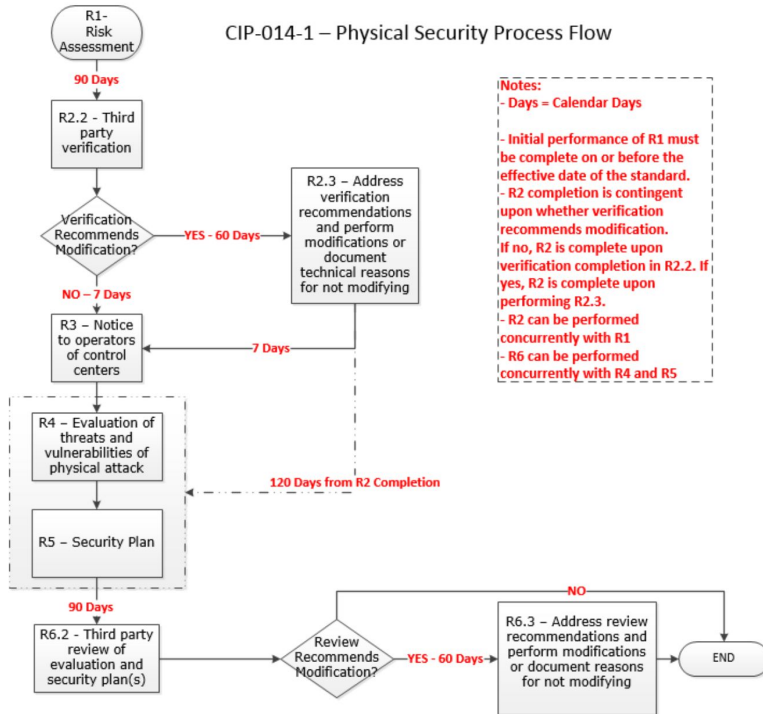 CIP-014-1 – Physical Security Process Flow
R1-
Risk
Assessment
90 Days
R2.2 - Third
party
verification
Verification
Recommends
Modification?
YES - 60 Days
R2.3 – Address
verification
recommendations
and perform
modifications or
document
technical reasons
for not modifying
NO – 7 Days
7 Days
R3 – Notice
to operators
of control
centers
R4 – Evaluation of
threats and
vulnerabilities of
physical attack
120 Days from R2 Completion
R5 – Security Plan
90 Days
R6.2 - Third party
review of
evaluation and
security plan(s)
Review
Recommends
Modification?
NO
YES - 60 Days
R6.3 – Address review
recommendations and
perform modifications
or document reasons
for not modifying
END
Notes:
- Days = Calendar Days
- Initial performance of R1 must
be complete on or before the
effective date of the standard.
- R2 completion is contingent
upon whether verification
recommends modification.
If no, R2 is complete upon
verification completion in R2.2. If
yes, R2 is complete upon
performing R2.3.
- R2 can be performed
concurrently with R1
- R6 can be performed
concurrently with R4 and R5